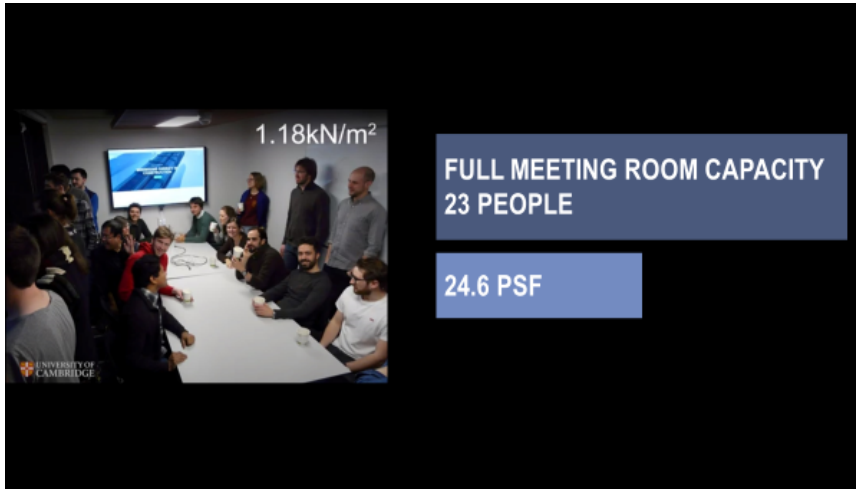 1.18kN/m²
FULL MEETING ROOM CAPACITY
23 PEOPLE
24.6 PSF
UNIVERSITY OF
CAMBRIDGE